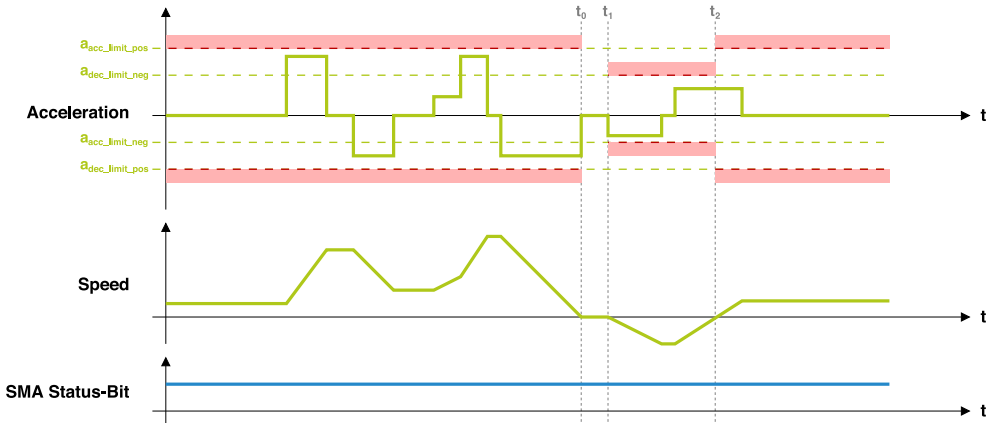 t0 t1 t2
aacc_limit_pos
adec_limit_neg
Acceleration
t
aacc_limit_neg
adec_limit_pos
Speed
t
SMA Status-Bit
t